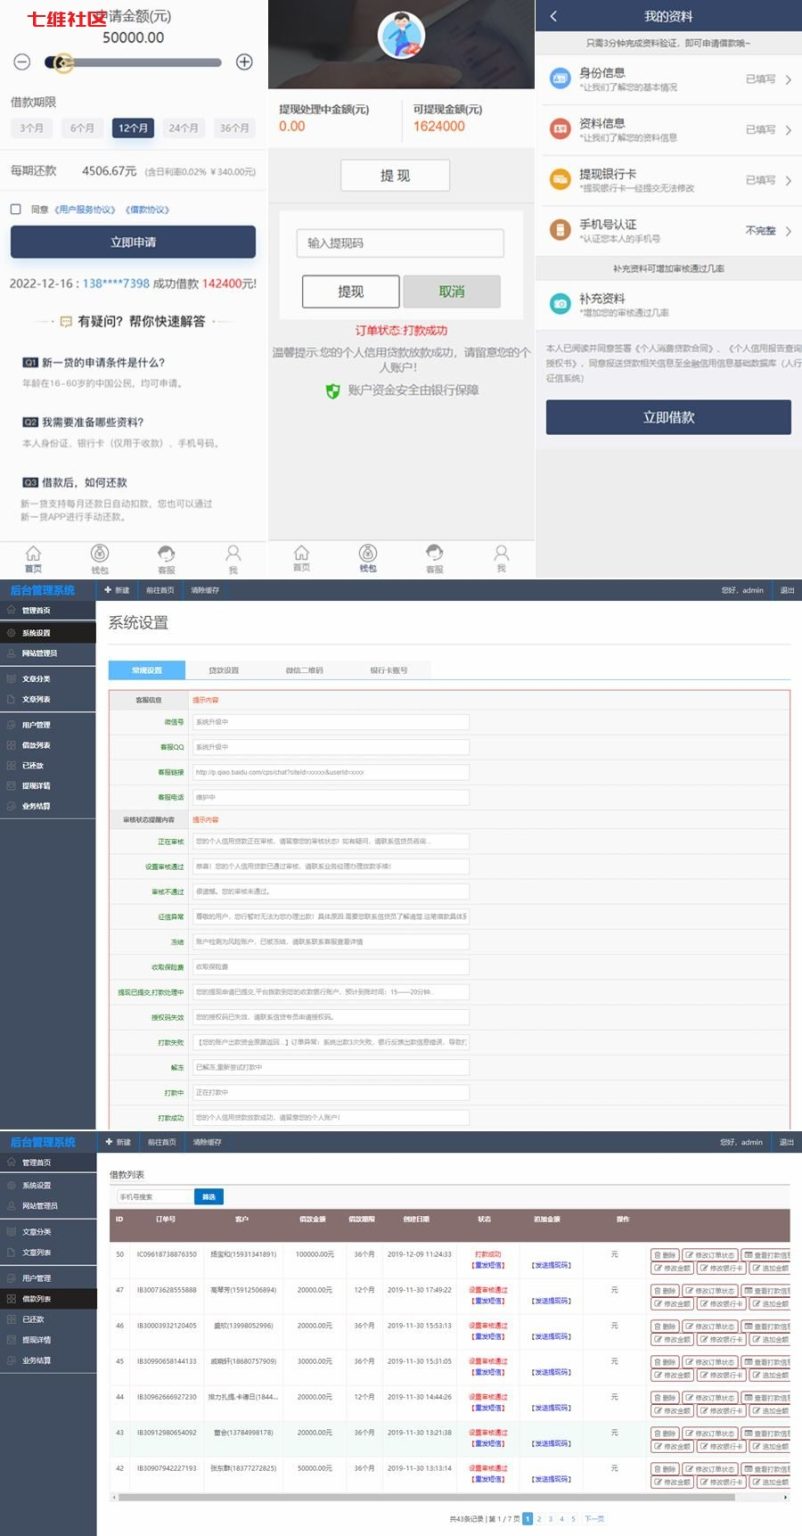 七维社区
申请金额(元)
50000.00
借款期限
3个月 6个月 12个月 24个月 36个月
每期还款 4506.67元 (含日利率0.02% ￥340.00元)
同意 《用户服务协议》 《借款协议》
立即申请
2022-12-16 : 138****7398 成功借款 142400元!
有疑问？帮你快速解答
Q1 新一贷的申请条件是什么？
年龄在16-60岁的中国公民，均可申请。
Q2 我需要准备哪些资料？
本人身份证、银行卡（仅用于收款）、手机号码。
Q3 借款后，如何还款
新一贷支持每月还款日自动扣款，您也可以通过
新一贷APP进行手动还款。
首页 钱包 客服 我
提现处理中金额(元) 可提现金额(元)
0.00 1624000
提 现
输入提现码
提现 取消
订单状态:打款成功
温馨提示:您的个人信用贷款放款成功，请留意您的个
人账户！
账户资金安全由银行保障
首页 钱包 客服 我
我的资料
只需3分钟完成资料验证，即可申请借款哦~
身份信息 已填写
*让我们了解您的基本情况
资料信息 已填写
*让我们了解您的资料信息
提现银行卡 已填写
*提现银行卡一经提交无法修改
手机号认证 不完整
*认证您本人的手机号
补充资料可增加审核通过几率
补充资料
*增加您的审核通过几率
本人已阅读并同意签署《个人消费贷款合同》、《个人信用报告查询
授权书》，同意报送贷款相关信息至金融信用信息基础数据库（人行
征信系统）
立即借款
后台管理系统 新建 前往首页 清除缓存 您好，admin 退出
管理首页
系统设置
网站管理员
文章分类
文章列表
用户管理
借款列表
已还款
提现详情
业务结算
系统设置
常规设置 贷款设置 微信二维码 银行卡账号
客服信息 提示内容
微信号 系统升级中
客服QQ 系统升级中
客服链接 http://p.qiao.baidu.com/cps/chat?siteId=xxxxx&userId=xxxx
客服电话 维护中
审核状态提醒内容 提示内容
正在审核 您的个人信用贷款正在审核，请留意您的审核状态！如有疑问，请联系信贷员咨询...
设置审核通过 恭喜！您的个人信用贷款已通过审核，请联系业务经理办理放款手续！
审核不通过 很遗憾，您的审核未通过。
征信异常 尊敬的用户，您行暂时无法为您办理出款！具体原因 需要您联系信贷员了解清楚
冻结 账户检测为风险账户，已被冻结，请联系联系客服查看详情
收取保险费 收取保险费
提现已提交,打款处理中 您的提现申请已提交,平台拨款到您的收款银行账户，预计到账时间：15——20分钟...
授权码失效 您的授权码已失效，请联系信贷专员申请授权码。
打款失败 【您的账户出款资金原路返回...】订单异常：系统出款3次失败，银行反馈出款信息错误，导致打
解冻 已解冻,重新尝试打款中
打款中 正在打款中
打款成功 您的个人信用贷款放款成功，请留意您的个人账户！
后台管理系统 新建 前往首页 清除缓存 您好，admin 退出
管理首页
系统设置
网站管理员
文章分类
文章列表
用户管理
借款列表
已还款
提现详情
业务结算
借款列表
手机号搜索 筛选
ID 订单号 客户 借款金额 借款期限 创建日期 状态 追加金额 操作
50 IC09618738876350 杨宝和(15931341891) 100000.00元 36个月 2019-12-09 11:24:33 打款成功 元 删除 修改订单状态 查看打款信息
【重发短信】 【发送提现码】 修改金额 修改银行卡 追加金额
47 IB30073628555888 高琴芳(15912506894) 20000.00元 12个月 2019-11-30 17:49:22 设置审核通过 元 删除 修改订单状态 查看打款信息
【重发短信】 【发送提现码】 修改金额 修改银行卡 追加金额
46 IB30003932120405 盛欣(13998052996) 20000.00元 36个月 2019-11-30 15:53:13 设置审核通过 元 删除 修改订单状态 查看打款信息
【重发短信】 【发送提现码】 修改金额 修改银行卡 追加金额
45 IB30990658144133 戚朝轩(18680757909) 30000.00元 36个月 2019-11-30 15:31:05 设置审核通过 元 删除 修改订单状态 查看打款信息
【重发短信】 【发送提现码】 修改金额 修改银行卡 追加金额
44 IB30962666927230 排力扎提.卡德日(1844... 20000.00元 12个月 2019-11-30 14:44:26 设置审核通过 元 删除 修改订单状态 查看打款信息
【重发短信】 【发送提现码】 修改金额 修改银行卡 追加金额
43 IB30912980654092 曹会(13784998178) 20000.00元 36个月 2019-11-30 13:21:38 设置审核通过 元 删除 修改订单状态 查看打款信息
【重发短信】 【发送提现码】 修改金额 修改银行卡 追加金额
42 IB30907942227193 张东群(18377272825) 50000.00元 36个月 2019-11-30 13:13:14 设置审核通过 元 删除 修改订单状态 查看打款信息
【重发短信】 【发送提现码】 修改金额 修改银行卡 追加金额
共43条记录 | 第 1 / 7 页 1 2 3 4 5 下一页